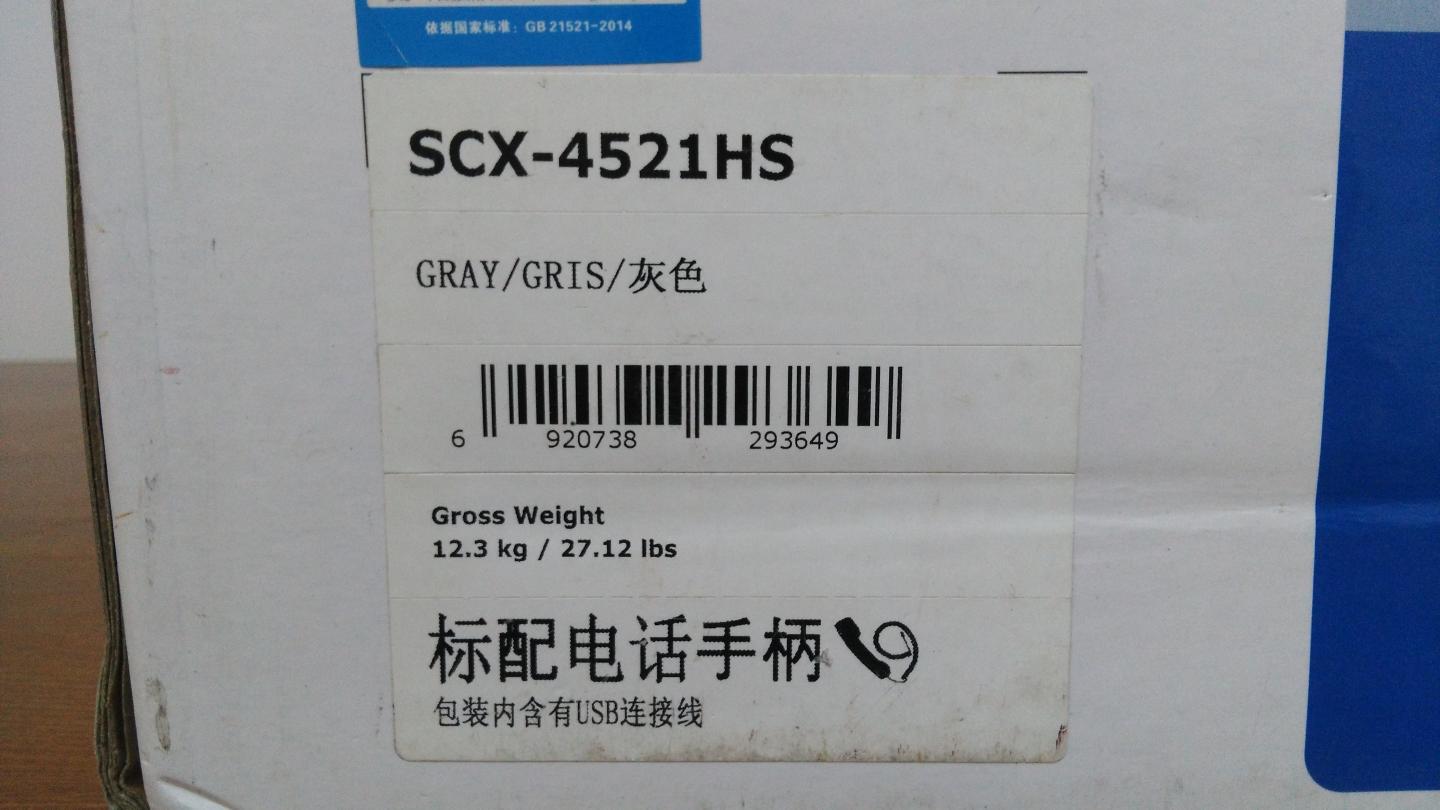 依据国家标准：GB 21521-2014
SCX-4521HS
GRAY/GRIS/灰色
6 920738 293649
Gross Weight
12.3 kg / 27.12 lbs
标配电话手柄
包装内含有USB连接线